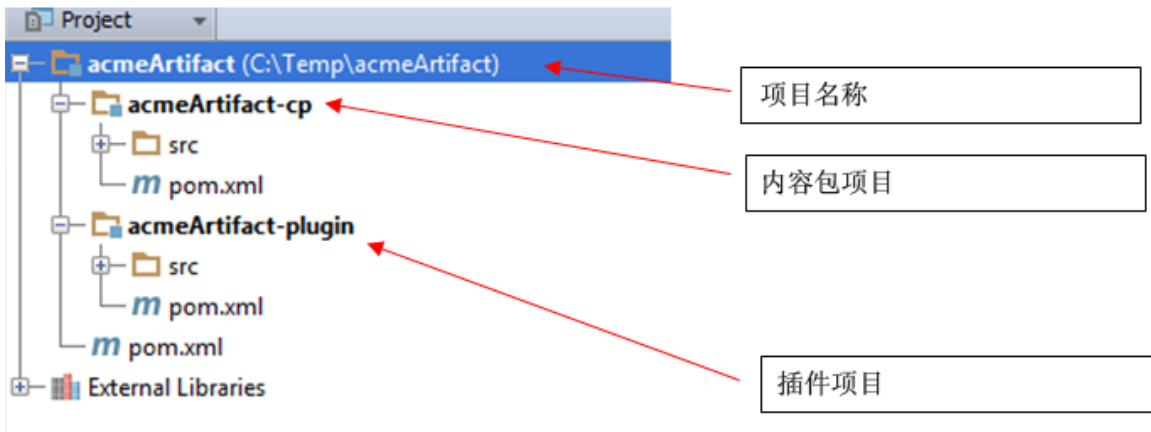 Project
acmeArtifact (C:\Temp\acmeArtifact)
项目名称
acmeArtifact-cp
src
内容包项目
m pom.xml
acmeArtifact-plugin
src
m pom.xml
m pom.xml
插件项目
External Libraries